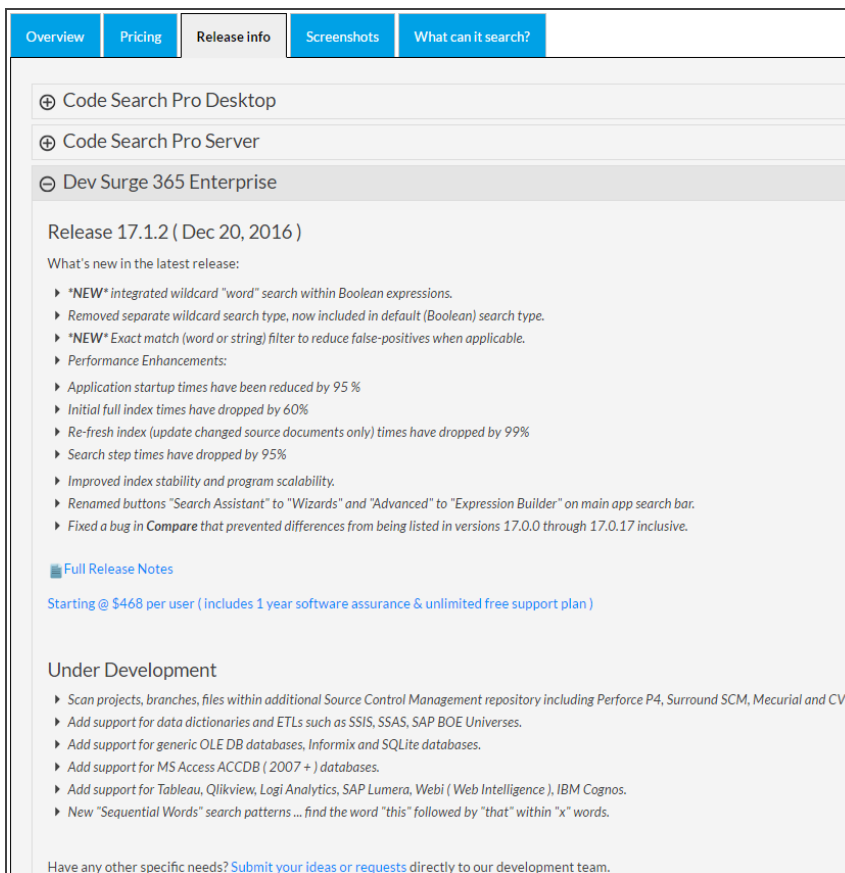 Overview Pricing Release info Screenshots What can it search?
Code Search Pro Desktop
Code Search Pro Server
Dev Surge 365 Enterprise
Release 17.1.2 ( Dec 20, 2016 )
What's new in the latest release:
*NEW* integrated wildcard "word" search within Boolean expressions.
Removed separate wildcard search type, now included in default (Boolean) search type.
*NEW* Exact match (word or string) filter to reduce false-positives when applicable.
Performance Enhancements:
Application startup times have been reduced by 95 %
Initial full index times have dropped by 60%
Re-fresh index (update changed source documents only) times have dropped by 99%
Search step times have dropped by 95%
Improved index stability and program scalability.
Renamed buttons "Search Assistant" to "Wizards" and "Advanced" to "Expression Builder" on main app search bar.
Fixed a bug in Compare that prevented differences from being listed in versions 17.0.0 through 17.0.17 inclusive.
Full Release Notes
Starting @ $468 per user ( includes 1 year software assurance & unlimited free support plan )
Under Development
Scan projects, branches, files within additional Source Control Management repository including Perforce P4, Surround SCM, Mecurial and CV
Add support for data dictionaries and ETLs such as SSIS, SSAS, SAP BOE Universes.
Add support for generic OLE DB databases, Informix and SQLite databases.
Add support for MS Access ACCDB ( 2007 + ) databases.
Add support for Tableau, Qlikview, Logi Analytics, SAP Lumera, Webi ( Web Intelligence ), IBM Cognos.
New "Sequential Words" search patterns ... find the word "this" followed by "that" within "x" words.
Have any other specific needs? Submit your ideas or requests directly to our development team.